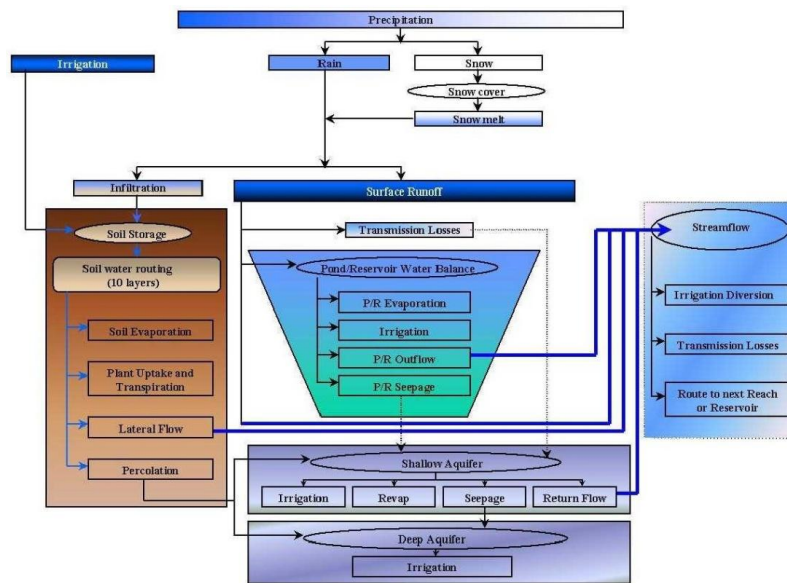 Precipitation
Irrigation
Rain
Snow
Snow cover
Snow melt
Infiltration
Surface Runoff
Soil Storage
Transmission Losses
Streamflow
Soil water routing
(10 layers)
Pond/Reservoir Water Balance
P/R Evaporation
Irrigation Diversion
Soil Evaporation
Irrigation
Transmission Losses
P/R Outflow
Plant Uptake and
Transpiration
P/R Seepage
Route to next Reach
or Reservoir
Lateral Flow
Percolation
Shallow Aquifer
Irrigation
Revap
Seepage
Return Flow
Deep Aquifer
Irrigation